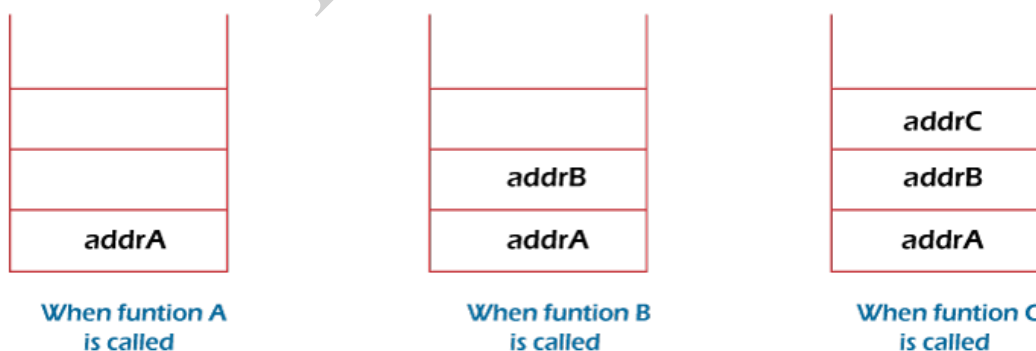 addrC
addrB addrB
addrA addrA addrA
When funtion A When funtion B When funtion C
is called is called is called